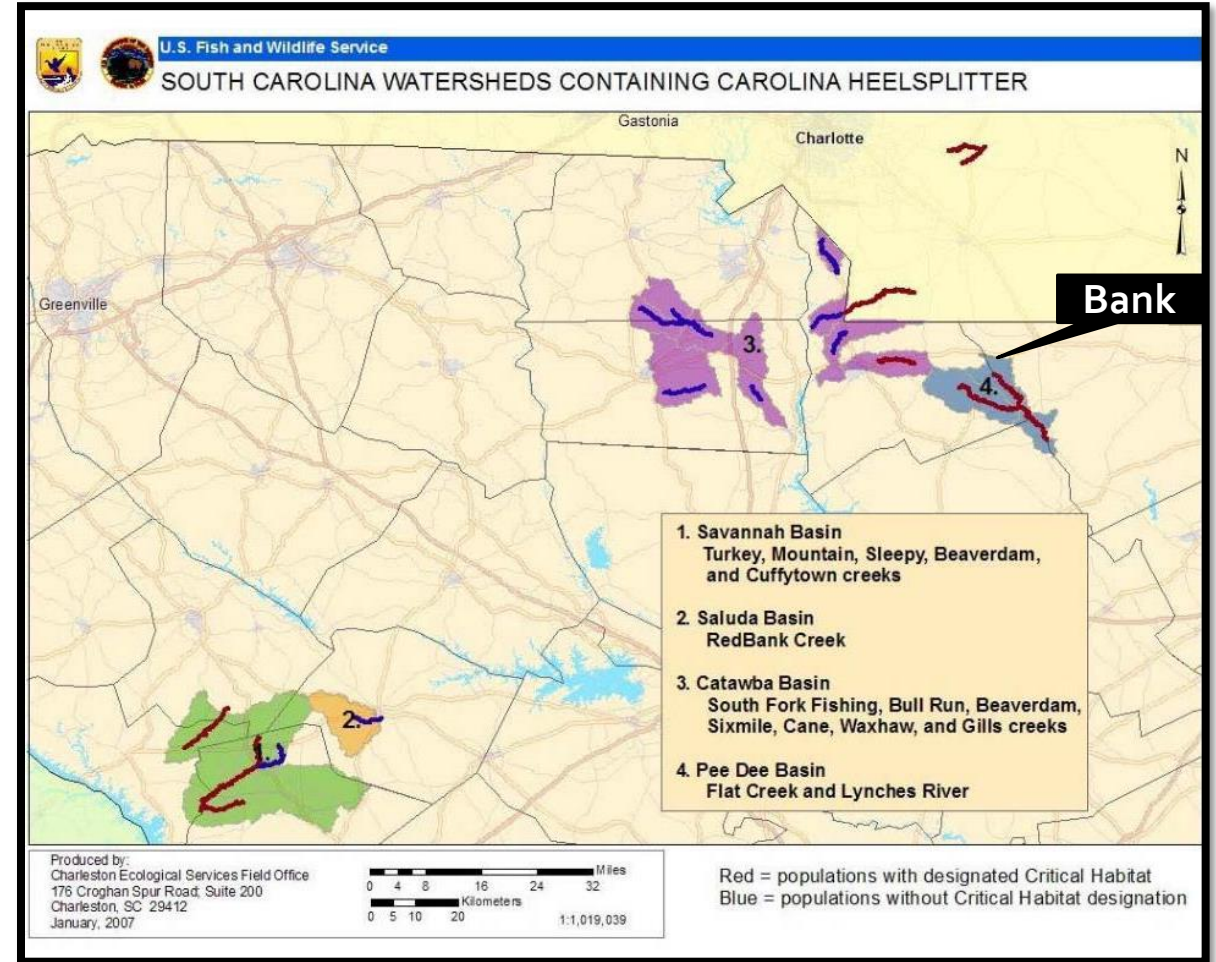 U.S. Fish and Wildlife Service
SOUTH CAROLINA WATERSHEDS CONTAINING CAROLINA HEELSPLITTER
Gastonia
Charlotte
N
Greenville
Bank
3.
4.
1. Savannah Basin
Turkey, Mountain, Sleepy, Beaverdam,
and Cuffytown creeks
2. Saluda Basin
RedBank Creek
3. Catawba Basin
South Fork Fishing, Bull Run, Beaverdam,
Sixmile, Cane, Waxhaw, and Gills creeks
4. Pee Dee Basin
Flat Creek and Lynches River
2.
1.
Produced by:
Charleston Ecological Services Field Office
176 Croghan Spur Road, Suite 200
Charleston, SC 29412
January, 2007
Miles
0 4 8 16 24 32
Kilometers
0 5 10 20
1:1,019,039
Red = populations with designated Critical Habitat
Blue = populations without Critical Habitat designation